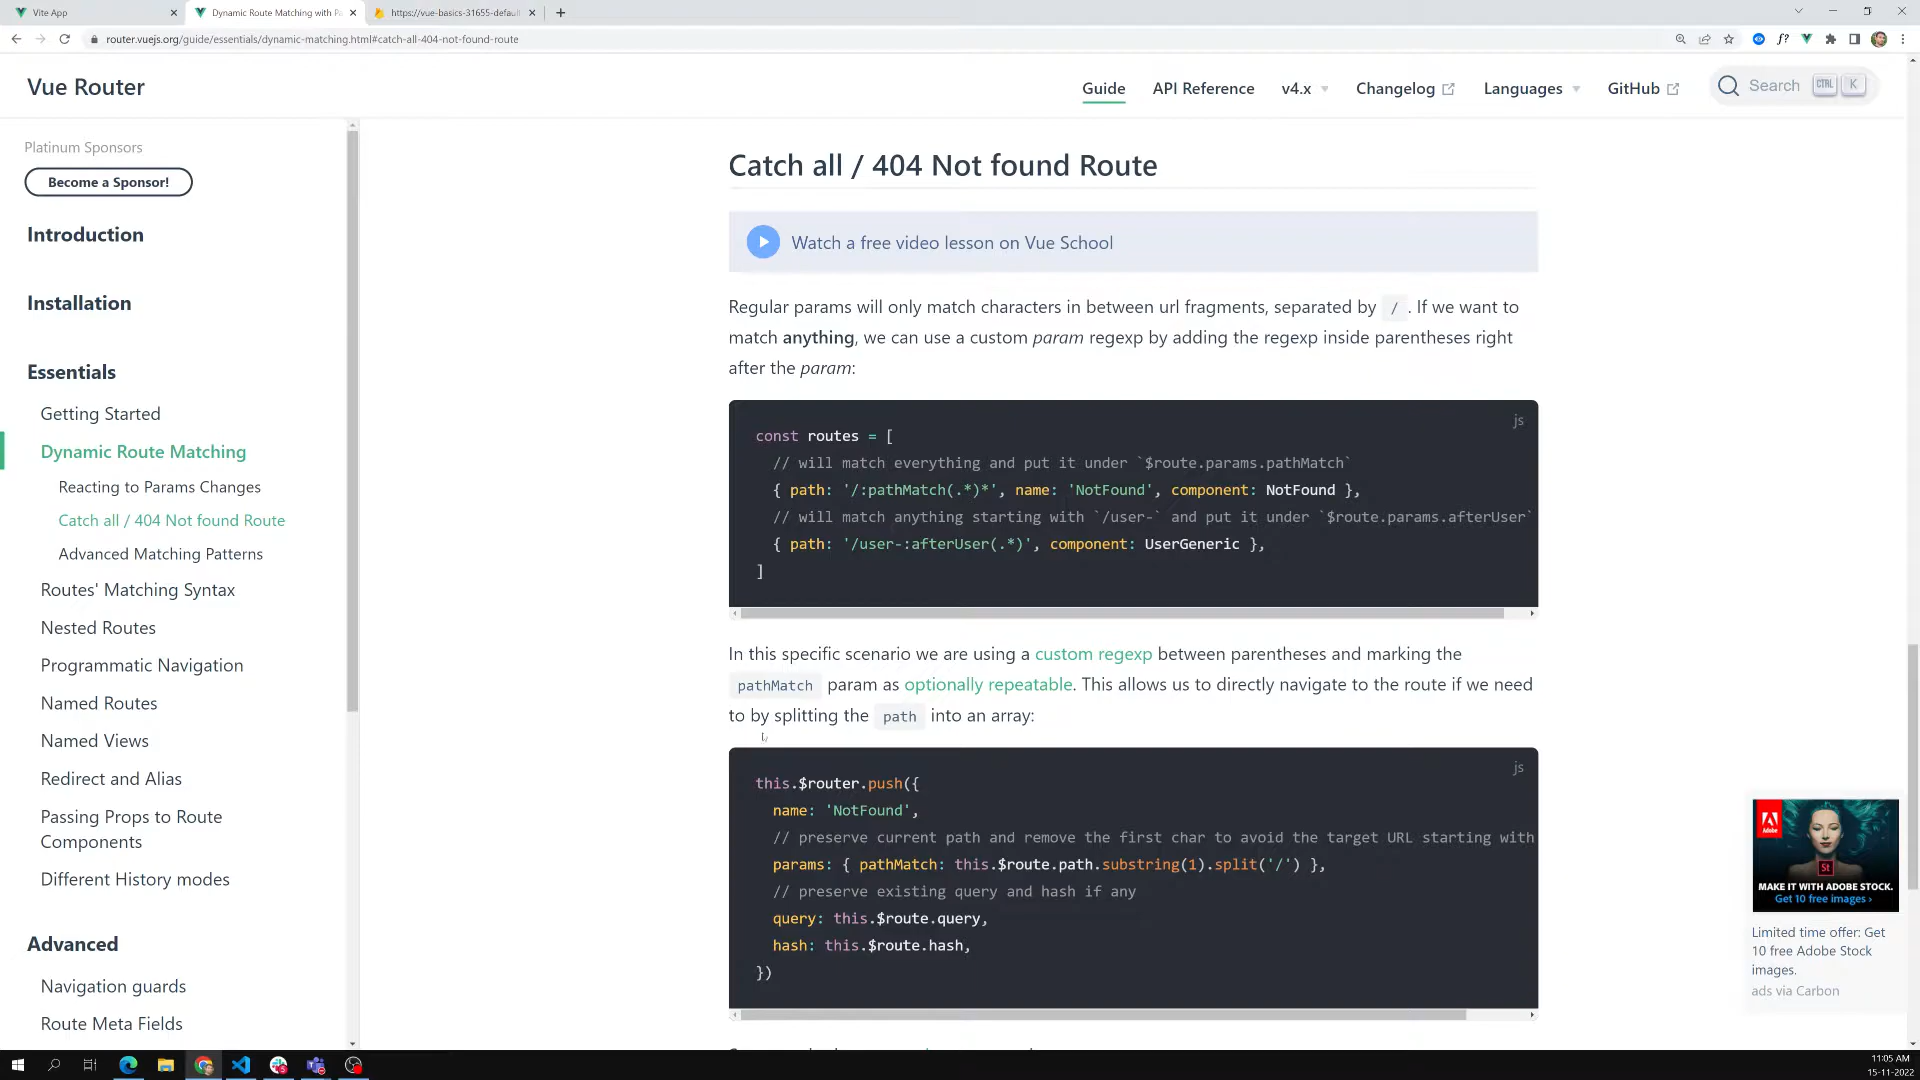 Vite App
Dynamic Route Matching with Pa
https://vue-basics-31655-default
router.vuejs.org/guide/essentials/dynamic-matching.html#catch-all-404-not-found-route
f?
Vue Router
Guide
API Reference
v4.x
Changelog
Languages
GitHub
Search CTRL K
Platinum Sponsors
Become a Sponsor!
Introduction
Installation
Essentials
Getting Started
Dynamic Route Matching
Reacting to Params Changes
Catch all / 404 Not found Route
Advanced Matching Patterns
Routes' Matching Syntax
Nested Routes
Programmatic Navigation
Named Routes
Named Views
Redirect and Alias
Passing Props to Route
Components
Different History modes
Advanced
Navigation guards
Route Meta Fields
Catch all / 404 Not found Route
Watch a free video lesson on Vue School
Regular params will only match characters in between url fragments, separated by / . If we want to
match anything, we can use a custom param regexp by adding the regexp inside parentheses right
after the param:
js
const routes = [
// will match everything and put it under `$route.params.pathMatch`
{ path: '/:pathMatch(.*)*', name: 'NotFound', component: NotFound },
// will match anything starting with `/user-` and put it under `$route.params.afterUser`
{ path: '/user-:afterUser(.*)', component: UserGeneric },
]
In this specific scenario we are using a custom regexp between parentheses and marking the
pathMatch param as optionally repeatable. This allows us to directly navigate to the route if we need
to by splitting the path into an array:
js
this.$router.push({
name: 'NotFound',
// preserve current path and remove the first char to avoid the target URL starting with
params: { pathMatch: this.$route.path.substring(1).split('/') },
// preserve existing query and hash if any
query: this.$route.query,
hash: this.$route.hash,
})
Adobe
St
MAKE IT WITH ADOBE STOCK.
Get 10 free images ›
Limited time offer: Get
10 free Adobe Stock
images.
ads via Carbon
11:05 AM
15-11-2022